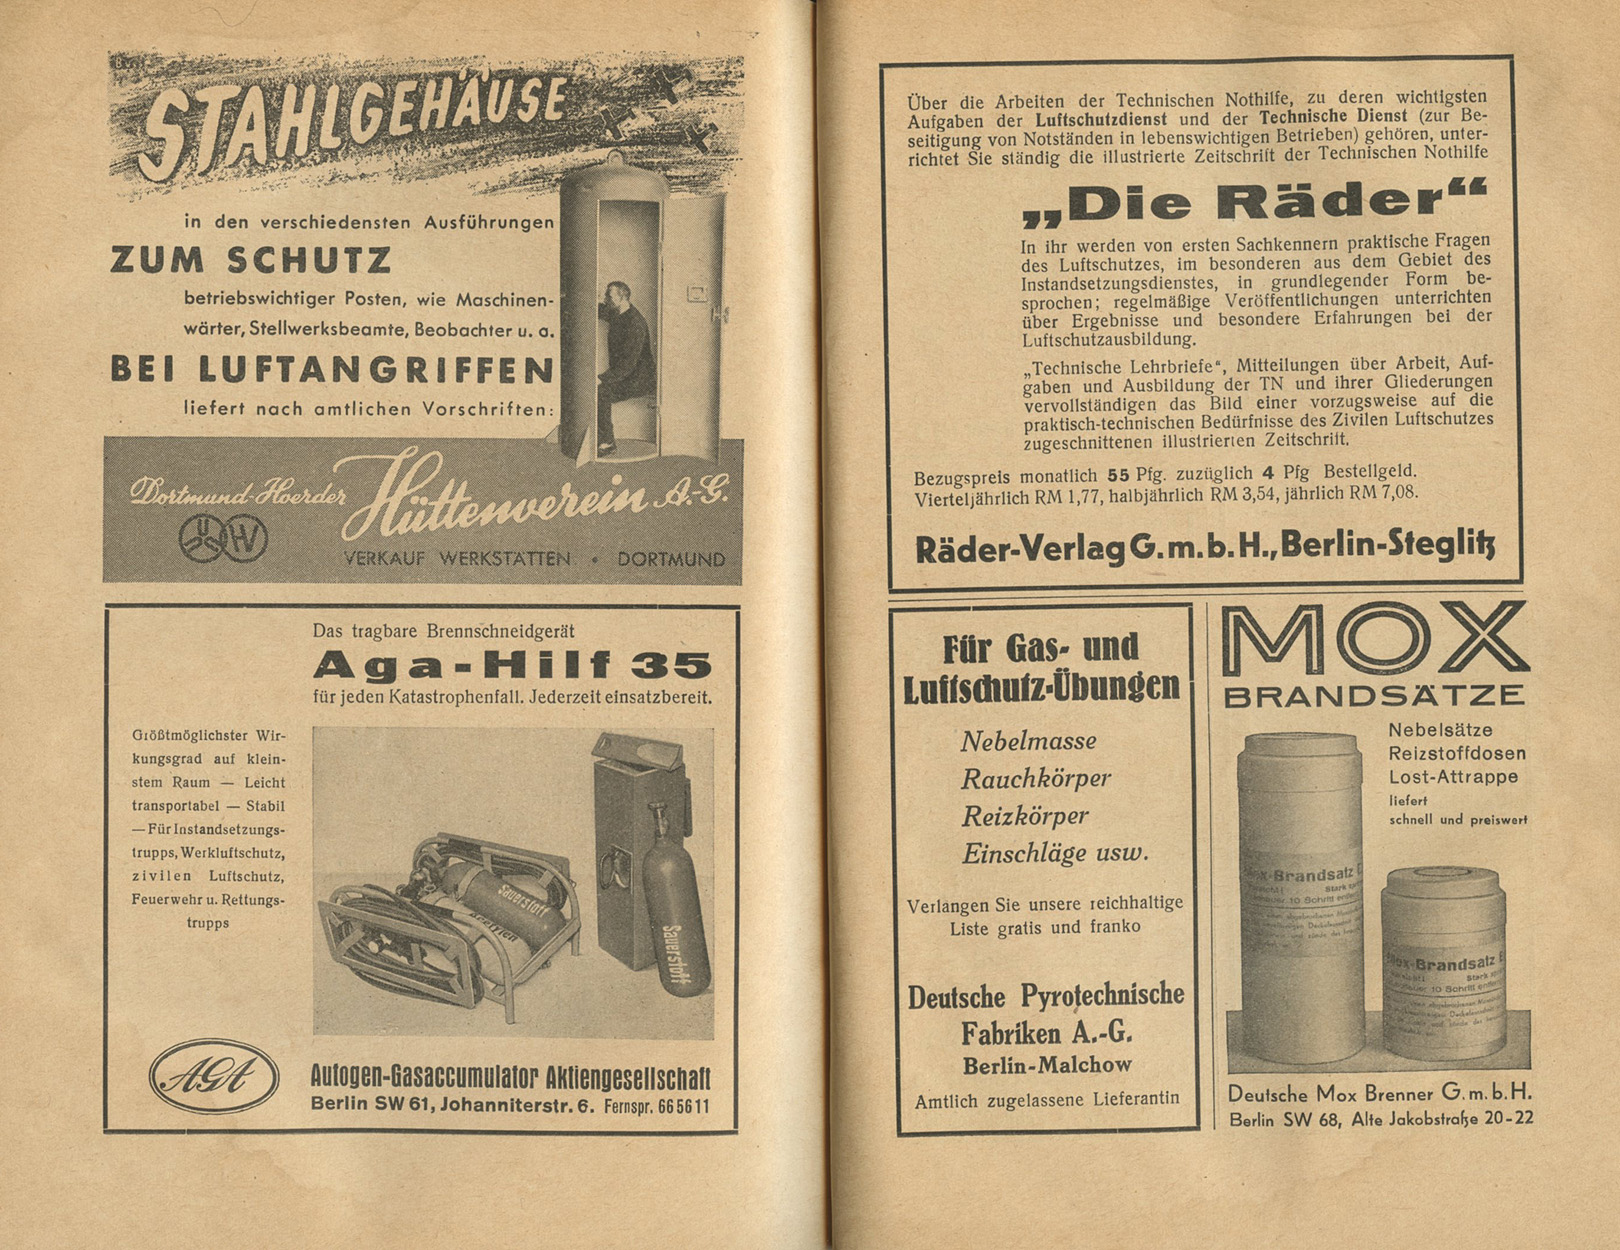 STAHLGEHÄUSE
in den verschiedensten Ausführungen
ZUM SCHUTZ
betriebswichtiger Posten, wie Maschinen-
wärter, Stellwerksbeamte, Beobachter u. a.
BEI LUFTANGRIFFEN
liefert nach amtlichen Vorschriften:
Dortmund-Hoerder Hüttenverein A.-G.
VERKAUF WERKSTÄTTEN • DORTMUND
Das tragbare Brennschneidgerät
Aga-Hilf 35
für jeden Katastrophenfall. Jederzeit einsatzbereit.
Größtmöglichster Wir-
kungsgrad auf klein-
stem Raum — Leicht
transportabel — Stabil
— Für Instandsetzungs-
trupps, Werkluftschutz,
zivilen Luftschutz,
Feuerwehr u. Rettungs-
trupps
Sauerstoff
Acetylen
Sauerstoff
AGA
Autogen-Gasaccumulator Aktiengesellschaft
Berlin SW 61, Johanniterstr. 6. Fernspr. 66 56 11
Über die Arbeiten der Technischen Nothilfe, zu deren wichtigsten
Aufgaben der Luftschutzdienst und der Technische Dienst (zur Be-
seitigung von Notständen in lebenswichtigen Betrieben) gehören, unter-
richtet Sie ständig die illustrierte Zeitschrift der Technischen Nothilfe
„Die Räder“
In ihr werden von ersten Sachkennern praktische Fragen
des Luftschutzes, im besonderen aus dem Gebiet des
Instandsetzungsdienstes, in grundlegender Form be-
sprochen; regelmäßige Veröffentlichungen unterrichten
über Ergebnisse und besondere Erfahrungen bei der
Luftschutzausbildung.
„Technische Lehrbriefe“, Mitteilungen über Arbeit, Auf-
gaben und Ausbildung der TN und ihrer Gliederungen
vervollständigen das Bild einer vorzugsweise auf die
praktisch-technischen Bedürfnisse des Zivilen Luftschutzes
zugeschnittenen illustrierten Zeitschrift.
Bezugspreis monatlich 55 Pfg. zuzüglich 4 Pfg Bestellgeld.
Vierteljährlich RM 1,77, halbjährlich RM 3,54, jährlich RM 7,08.
Räder-Verlag G.m.b.H., Berlin-Steglitz
Für Gas- und
Luftschutz-Übungen
Nebelmasse
Rauchkörper
Reizkörper
Einschläge usw.
Verlangen Sie unsere reichhaltige
Liste gratis und franko
Deutsche Pyrotechnische
Fabriken A.-G.
Berlin-Malchow
Amtlich zugelassene Lieferantin
MOX
BRANDSÄTZE
Nebelsätze
Reizstoffdosen
Lost-Attrappe
liefert
schnell und preiswert
Mox-Brandsatz
Stark
10 Schritt
Mox-Brandsatz E
Stark
10 Schritt
Deutsche Mox Brenner G.m.b.H.
Berlin SW 68, Alte Jakobstraße 20-22